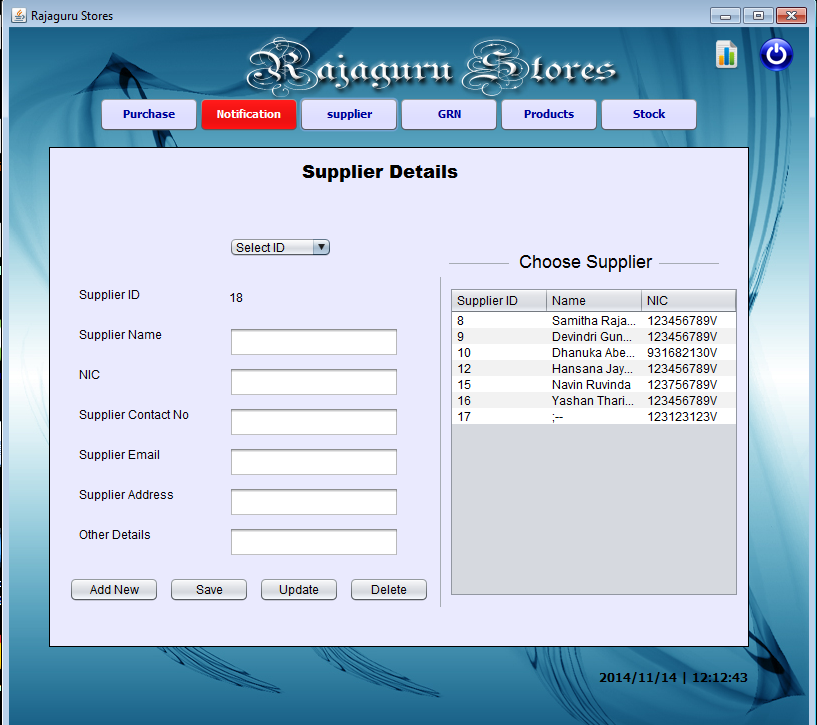 Rajaguru Stores
Rajaguru Stores
Purchase Notification supplier GRN Products Stock
Supplier Details
Select ID
Choose Supplier
Supplier ID 18
Supplier Name
NIC
Supplier Contact No
Supplier Email
Supplier Address
Other Details
Add New Save Update Delete
Supplier ID Name NIC
8 Samitha Raja... 123456789V
9 Devindri Gun... 123456789V
10 Dhanuka Abe... 931682130V
12 Hansana Jay... 123456789V
15 Navin Ruvinda 123756789V
16 Yashan Thari... 123456789V
17 ;-- 123123123V
2014/11/14 | 12:12:43